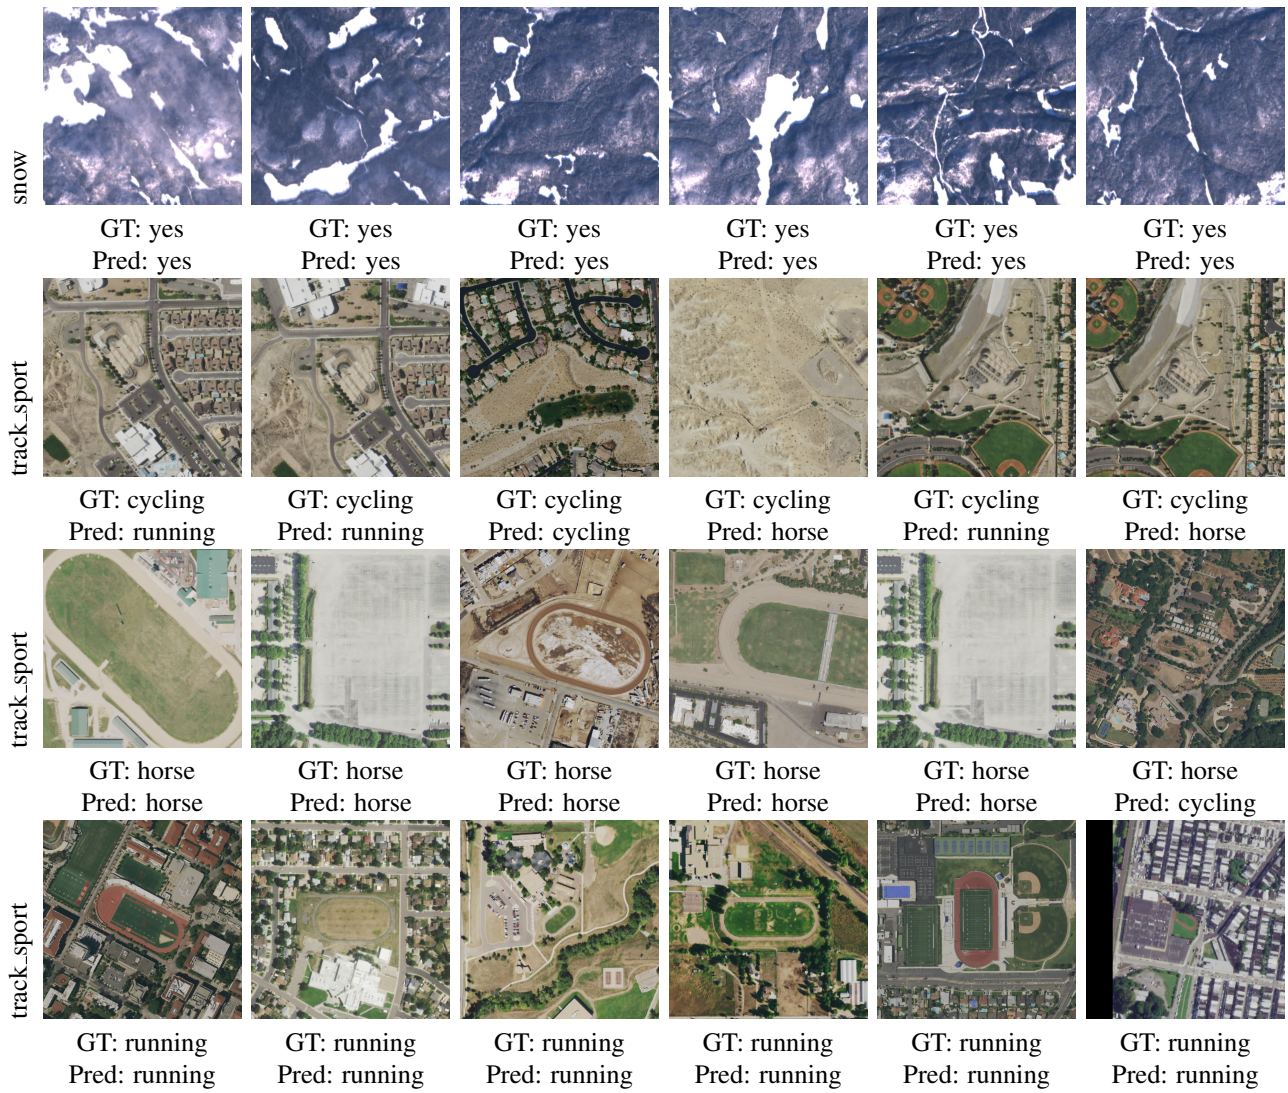 snow
GT: yes GT: yes GT: yes GT: yes GT: yes GT: yes
Pred: yes Pred: yes Pred: yes Pred: yes Pred: yes Pred: yes
track_sport
GT: cycling GT: cycling GT: cycling GT: cycling GT: cycling GT: cycling
Pred: running Pred: running Pred: cycling Pred: horse Pred: running Pred: horse
track_sport
GT: horse GT: horse GT: horse GT: horse GT: horse GT: horse
Pred: horse Pred: horse Pred: horse Pred: horse Pred: horse Pred: cycling
track_sport
GT: running GT: running GT: running GT: running GT: running GT: running
Pred: running Pred: running Pred: running Pred: running Pred: running Pred: running